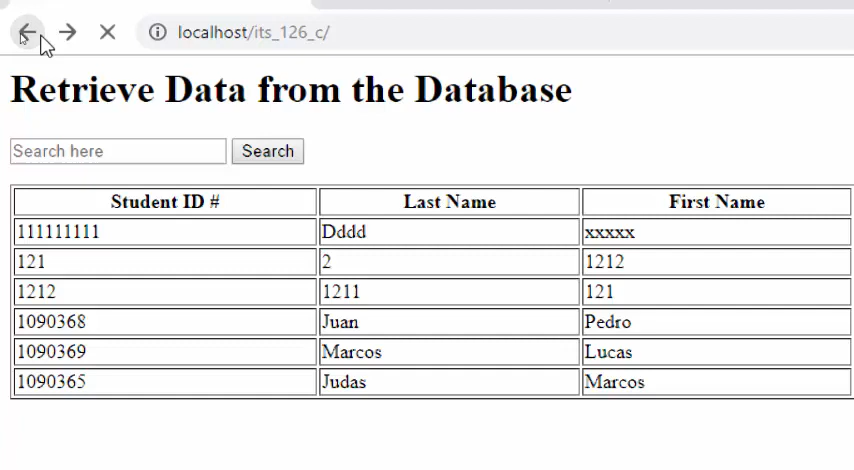 localhost/its_126_c/
Retrieve Data from the Database
Search here Search
Student ID # Last Name First Name
111111111 Dddd xxxxx
121 2 1212
1212 1211 121
1090368 Juan Pedro
1090369 Marcos Lucas
1090365 Judas Marcos